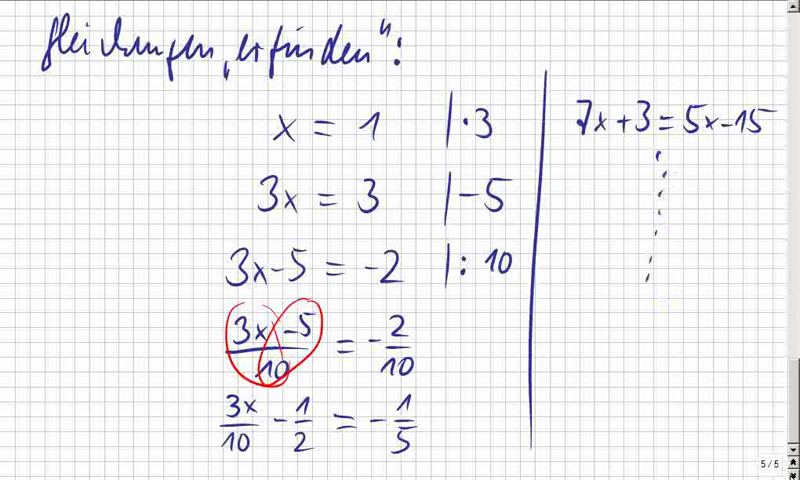 Gleichungen „erfinden":
x = 1 | · 3
3x = 3 | -5
3x - 5 = -2 | : 10
(3x - 5)/10 = -2/10
3x/10 - 1/2 = -1/5
7x + 3 = 5x - 15
5/5